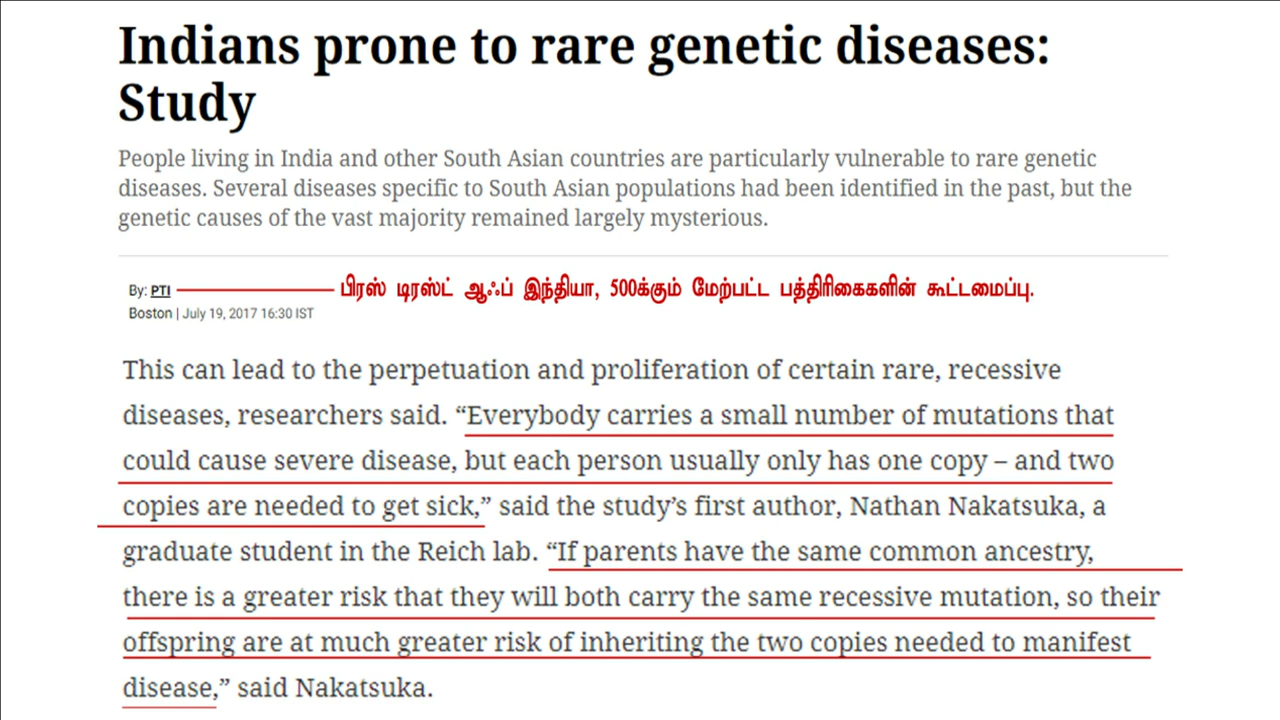 Indians prone to rare genetic diseases:
Study
People living in India and other South Asian countries are particularly vulnerable to rare genetic
diseases. Several diseases specific to South Asian populations had been identified in the past, but the
genetic causes of the vast majority remained largely mysterious.
By: PTI பிரஸ் டிரஸ்ட் ஆஃப் இந்தியா, 500க்கும் மேற்பட்ட பத்திரிகைகளின் கூட்டமைப்பு.
Boston | July 19, 2017 16:30 IST
This can lead to the perpetuation and proliferation of certain rare, recessive
diseases, researchers said. “Everybody carries a small number of mutations that
could cause severe disease, but each person usually only has one copy – and two
copies are needed to get sick,” said the study’s first author, Nathan Nakatsuka, a
graduate student in the Reich lab. “If parents have the same common ancestry,
there is a greater risk that they will both carry the same recessive mutation, so their
offspring are at much greater risk of inheriting the two copies needed to manifest
disease,” said Nakatsuka.